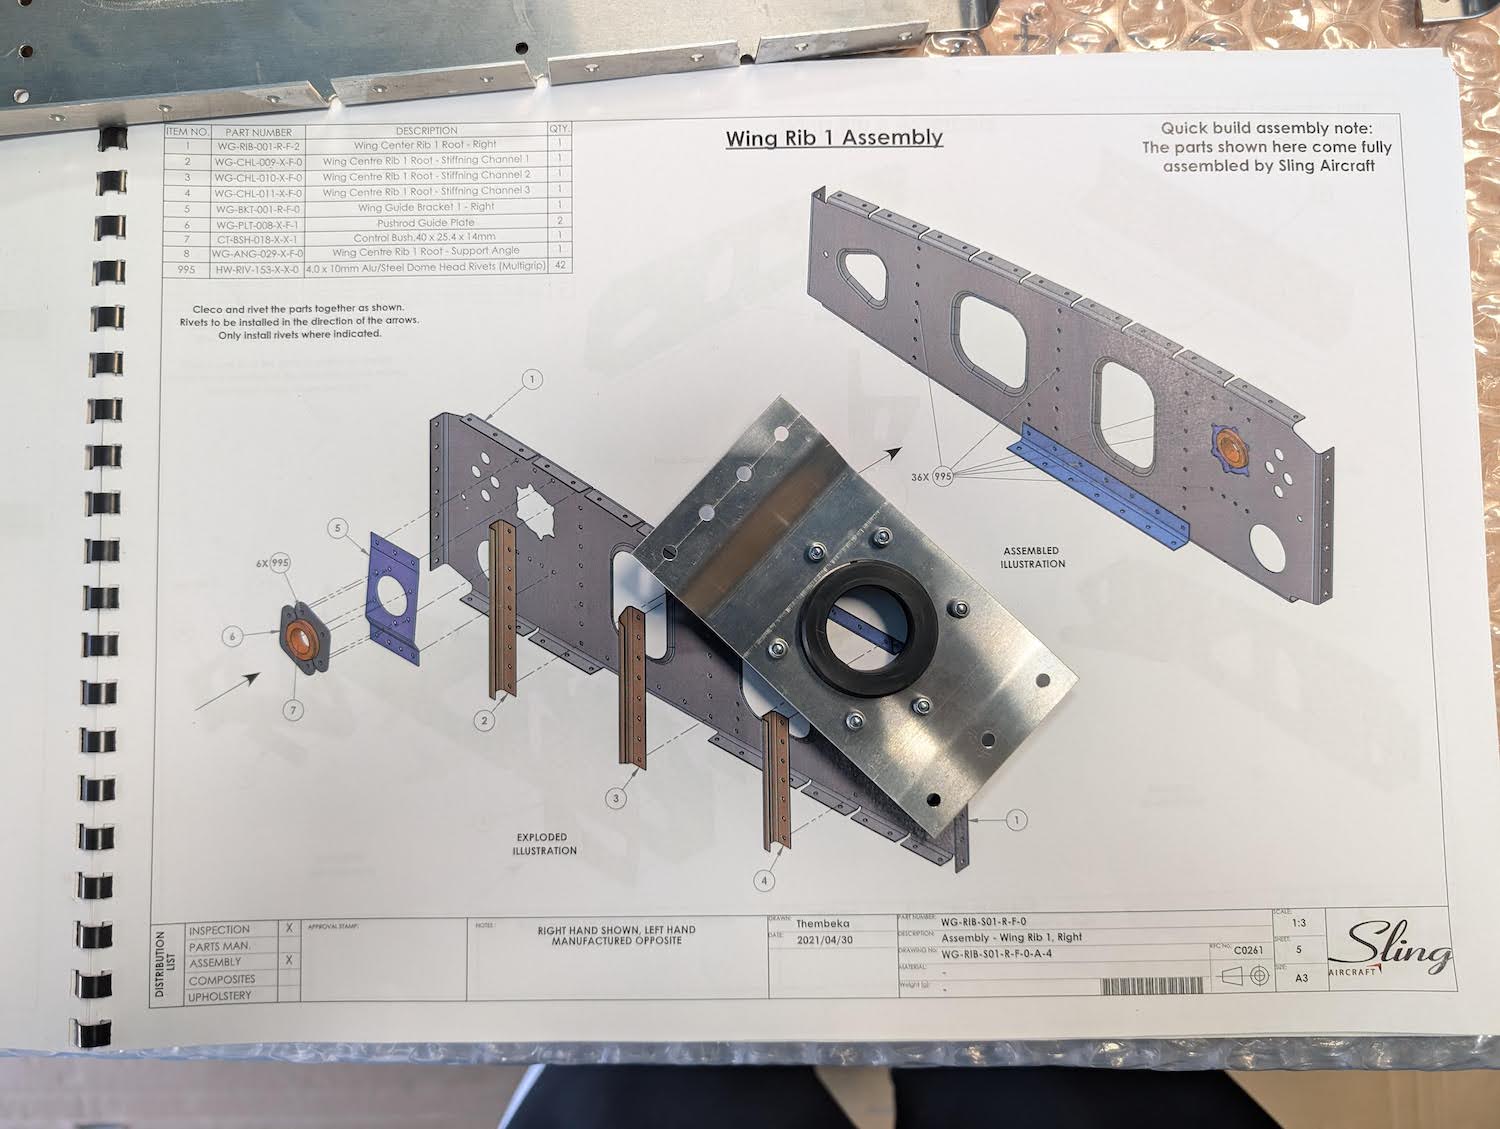 Wing Rib 1 Assembly
Quick build assembly note:
The parts shown here come fully
assembled by Sling Aircraft
ITEM NO. PART NUMBER DESCRIPTION QTY.
1 WG-RIB-001-R-F-2 Wing Center Rib 1 Root - Right 1
2 WG-CHL-009-X-F-0 Wing Centre Rib 1 Root - Stiffning Channel 1 1
3 WG-CHL-010-X-F-0 Wing Centre Rib 1 Root - Stiffning Channel 2 1
4 WG-CHL-011-X-F-0 Wing Centre Rib 1 Root - Stiffning Channel 3 1
5 WG-BKT-001-R-F-0 Wing Guide Bracket 1 - Right 1
6 WG-PLT-008-X-F-1 Pushrod Guide Plate 2
7 CT-BSH-018-X-X-1 Control Bush,40 x 25.4 x 14mm 1
8 WG-ANG-029-X-F-0 Wing Centre Rib 1 Root - Support Angle 1
995 HW-RIV-153-X-X-0 4.0 x 10mm Alu/Steel Dome Head Rivets (Multigrip) 42
Cleco and rivet the parts together as shown.
Rivets to be installed in the direction of the arrows.
Only install rivets where indicated.
1
5
6X 995
6
7
2
3
4
1
36X 995
ASSEMBLED
ILLUSTRATION
EXPLODED
ILLUSTRATION
DISTRIBUTION
LIST
INSPECTION X
PARTS MAN.
ASSEMBLY X
COMPOSITES
UPHOLSTERY
APPROVAL STAMP:
NOTES :
RIGHT HAND SHOWN, LEFT HAND
MANUFACTURED OPPOSITE
DRAWN:
Thembeka
DATE:
2021/04/30
PART NUMBER:
WG-RIB-S01-R-F-0
DESCRIPTION:
Assembly - Wing Rib 1, Right
DRAWING No:
WG-RIB-S01-R-F-0-A-4
MATERIAL:
-
Weight (g):
-
RFC No.
C0261
SCALE:
1:3
SHEET:
5
SIZE:
A3
Sling
AIRCRAFT